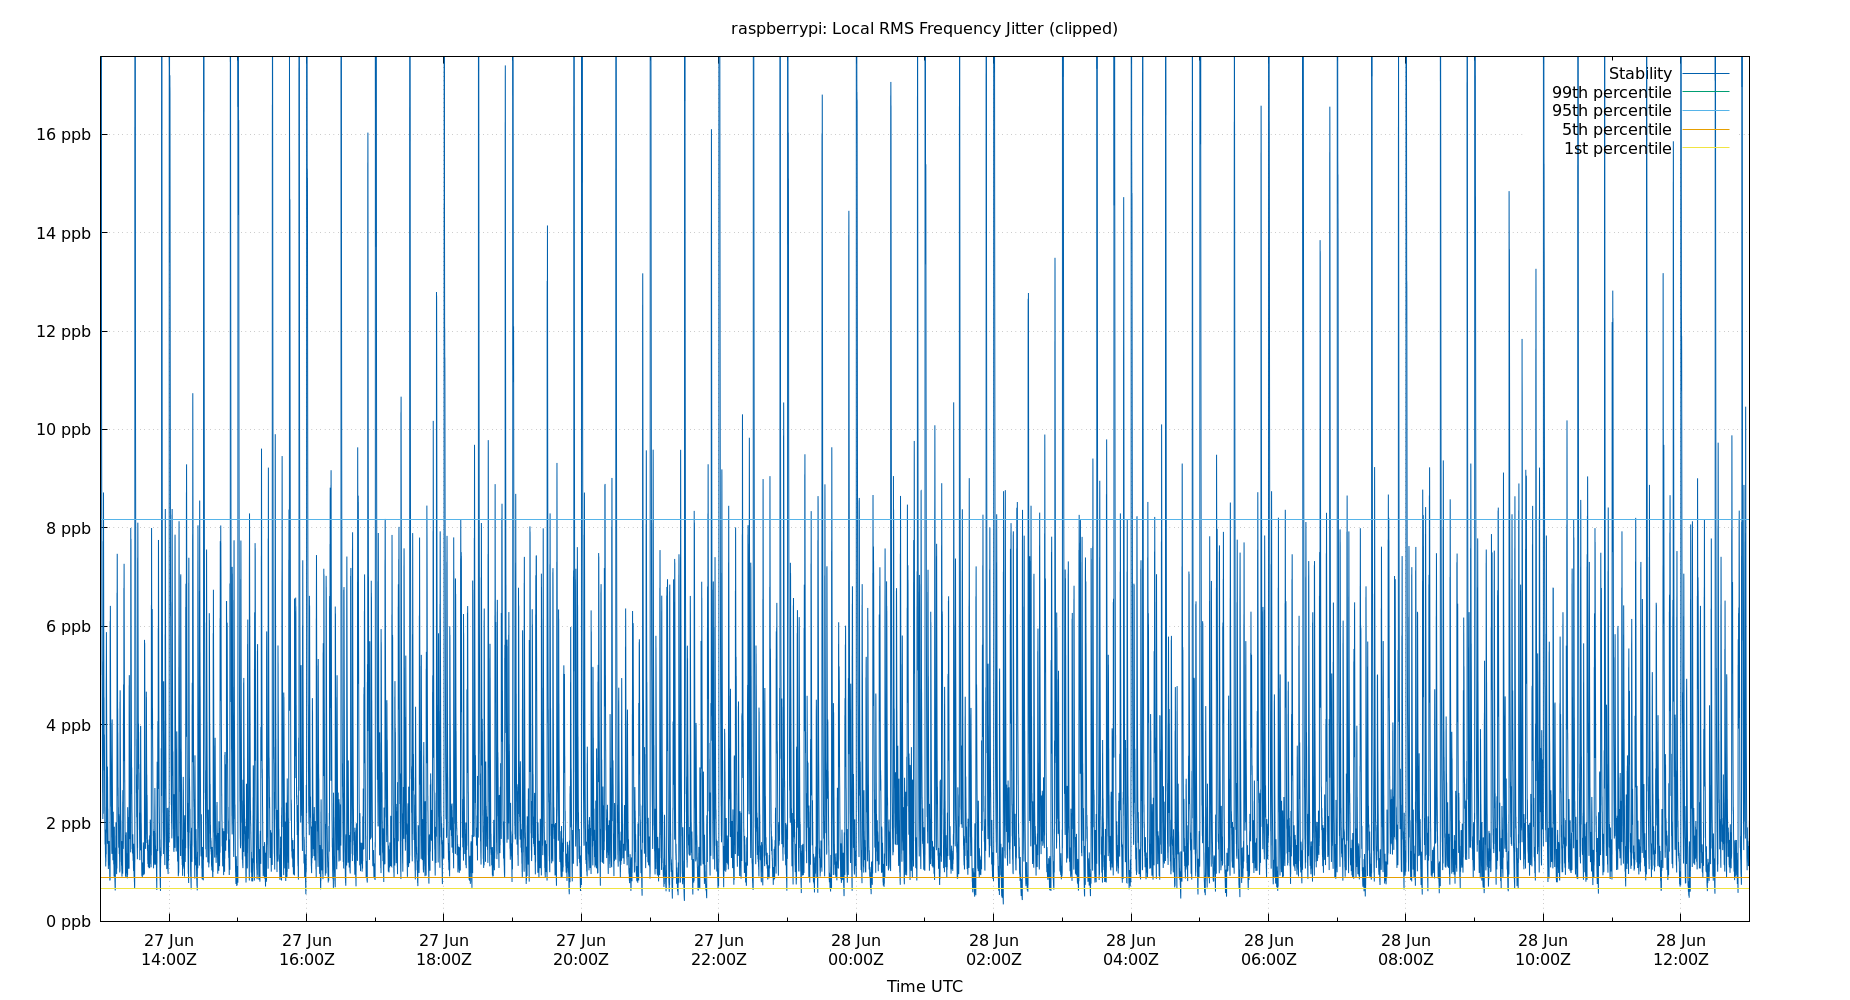 raspberrypi: Local RMS Frequency Jitter (clipped)
Stability
99th percentile
95th percentile
5th percentile
1st percentile
16 ppb
14 ppb
12 ppb
10 ppb
8 ppb
6 ppb
4 ppb
2 ppb
0 ppb
27 Jun 27 Jun 27 Jun 27 Jun 27 Jun 28 Jun 28 Jun 28 Jun 28 Jun 28 Jun 28 Jun 28 Jun
14:00Z 16:00Z 18:00Z 20:00Z 22:00Z 00:00Z 02:00Z 04:00Z 06:00Z 08:00Z 10:00Z 12:00Z
Time UTC